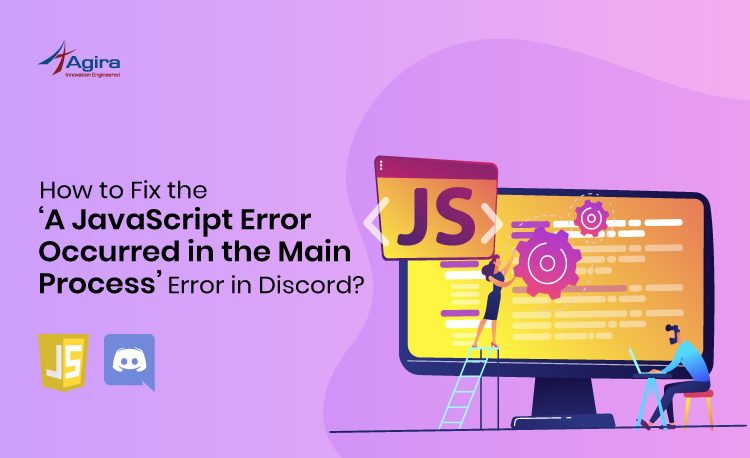 Agira
Innovation Engineered
How to Fix the
‘A JavaScript Error
Occurred in the Main
Process’ Error in Discord?
JS
JS